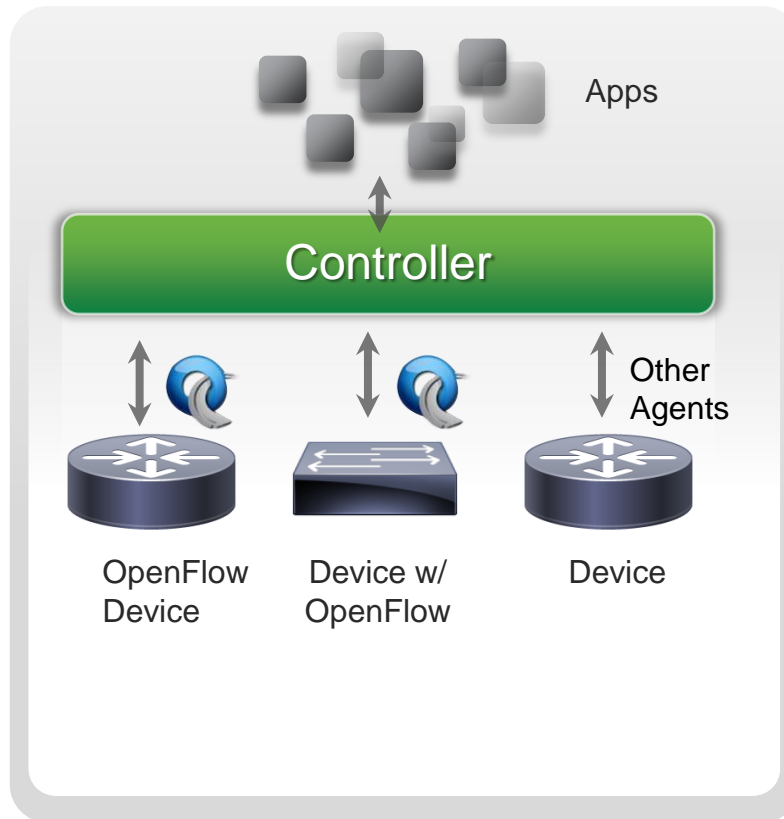 Apps
Controller
Other
Agents
OpenFlow
Device
Device w/
OpenFlow
Device